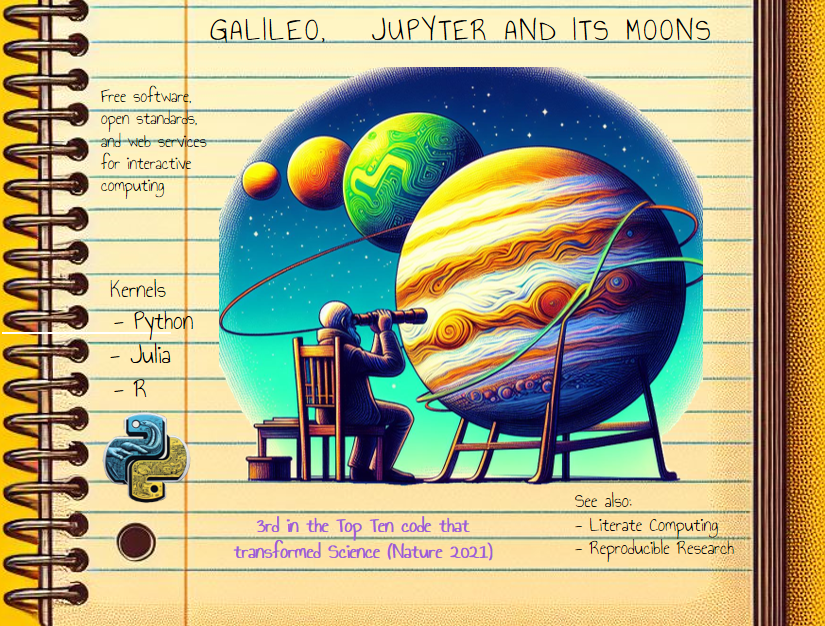 GALILEO, JUPYTER AND ITS MOONS
Free software,
open standards,
and web services
for interactive
computing
Kernels
- Python
- Julia
- R
3rd in the Top Ten code that
transformed Science (Nature 2021)
See also:
- Literate Computing
- Reproducible Research